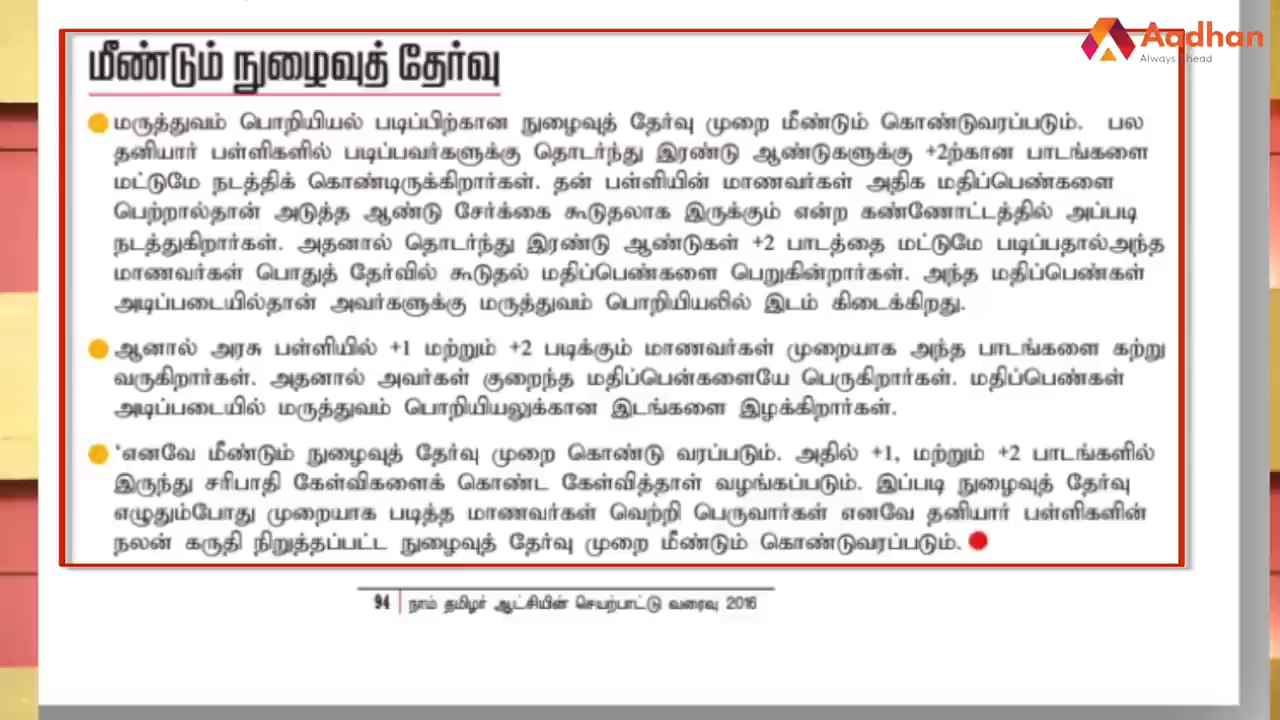 Aadhan
Always Ahead
மீண்டும் நுழைவுத் தேர்வு
மருத்துவம் பொறியியல் படிப்பிற்கான நுழைவுத் தேர்வு முறை மீண்டும் கொண்டுவரப்படும். பல
தனியார் பள்ளிகளில் படிப்பவர்களுக்கு தொடர்ந்து இரண்டு ஆண்டுகளுக்கு +2ற்கான பாடங்களை
மட்டுமே நடத்திக் கொண்டிருக்கிறார்கள். தன் பள்ளியின் மாணவர்கள் அதிக மதிப்பெண்களை
பெற்றால்தான் அடுத்த ஆண்டு சேர்க்கை கூடுதலாக இருக்கும் என்ற கண்ணோட்டத்தில் அப்படி
நடத்துகிறார்கள். அதனால் தொடர்ந்து இரண்டு ஆண்டுகள் +2 பாடத்தை மட்டுமே படிப்பதால்அந்த
மாணவர்கள் பொதுத் தேர்வில் கூடுதல் மதிப்பெண்களை பெறுகின்றார்கள். அந்த மதிப்பெண்கள்
அடிப்படையில்தான் அவர்களுக்கு மருத்துவம் பொறியியலில் இடம் கிடைக்கிறது.
ஆனால் அரசு பள்ளியில் +1 மற்றும் +2 படிக்கும் மாணவர்கள் முறையாக அந்த பாடங்களை கற்று
வருகிறார்கள். அதனால் அவர்கள் குறைந்த மதிப்பென்களையே பெருகிறார்கள். மதிப்பெண்கள்
அடிப்படையில் மருத்துவம் பொறியியலுக்கான இடங்களை இழக்கிறார்கள்.
'எனவே மீண்டும் நுழைவுத் தேர்வு முறை கொண்டு வரப்படும். அதில் +1, மற்றும் +2 பாடங்களில்
இருந்து சரிபாதி கேள்விகளைக் கொண்ட கேள்வித்தாள் வழங்கப்படும். இப்படி நுழைவுத் தேர்வு
எழுதும்போது முறையாக படித்த மாணவர்கள் வெற்றி பெருவார்கள் எனவே தனியார் பள்ளிகளின்
நலன் கருதி நிறுத்தப்பட்ட நுழைவுத் தேர்வு முறை மீண்டும் கொண்டுவரப்படும்.
94 நாம் தமிழர் ஆட்சியின் செயற்பாட்டு வரைவு 2016